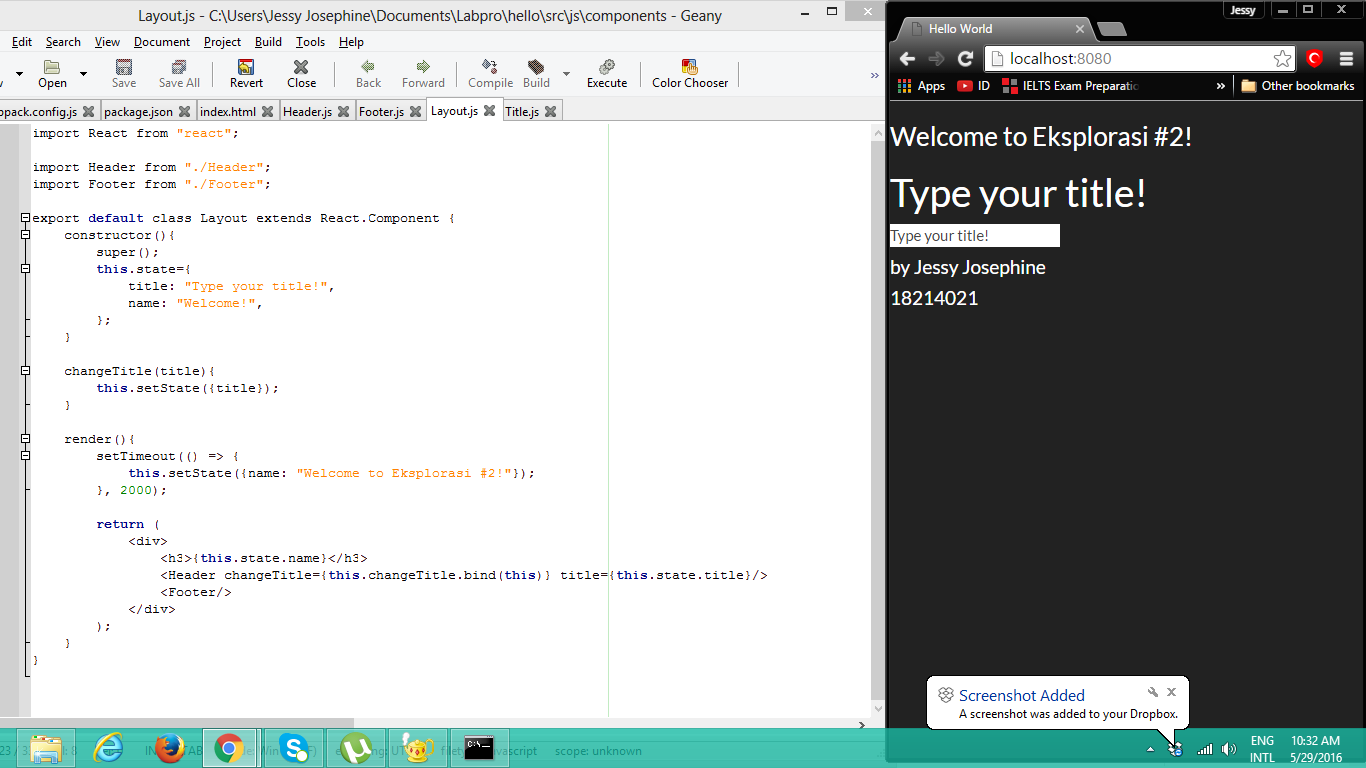 Layout.js - C:\Users\Jessy Josephine\Documents\Labpro\hello\src\js\components - Geany
Edit Search View Document Project Build Tools Help
Open Save Save All Revert Close Back Forward Compile Build Execute Color Chooser
opack.config.js package.json index.html Header.js Footer.js Layout.js Title.js
import React from "react";
import Header from "./Header";
import Footer from "./Footer";
export default class Layout extends React.Component {
    constructor(){
        super();
        this.state={
            title: "Type your title!",
            name: "Welcome!",
        };
    }
    changeTitle(title){
        this.setState({title});
    }
    render(){
        setTimeout(() => {
            this.setState({name: "Welcome to Eksplorasi #2!"});
        }, 2000);
        return (
            <div>
                <h3>{this.state.name}</h3>
                <Header changeTitle={this.changeTitle.bind(this)} title={this.state.title}/>
                <Footer/>
            </div>
        );
    }
}
scope: unknown
Jessy
Hello World
localhost:8080
Apps ID IELTS Exam Preparatio » Other bookmarks
Welcome to Eksplorasi #2!
Type your title!
Type your title!
by Jessy Josephine
18214021
Screenshot Added
A screenshot was added to your Dropbox.
ENG 10:32 AM
INTL 5/29/2016